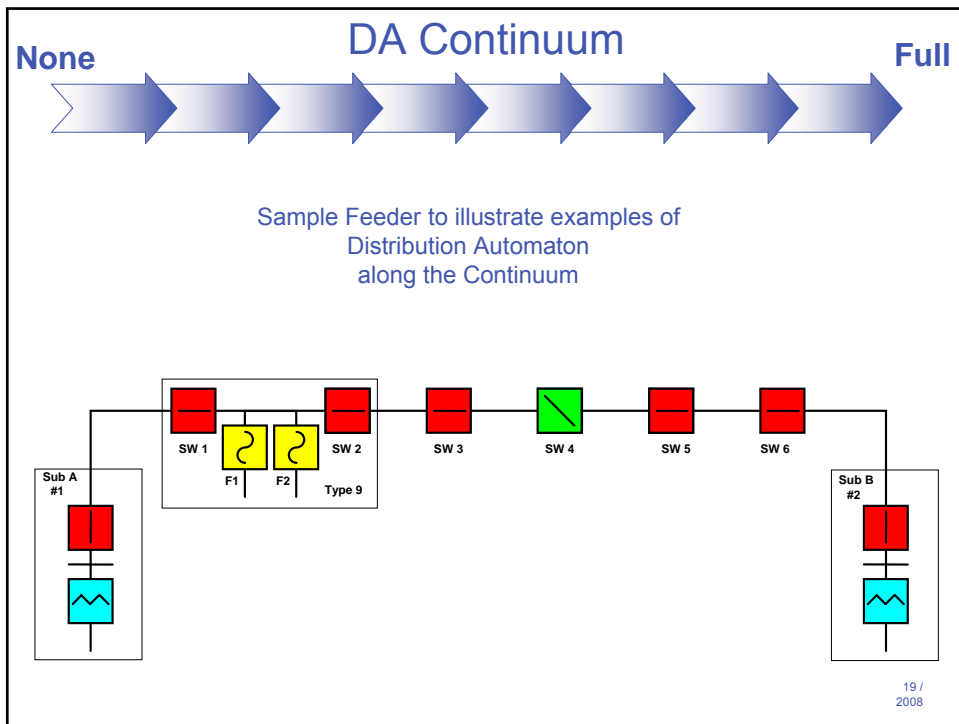 DA Continuum
None
Full
Sample Feeder to illustrate examples of
Distribution Automaton
along the Continuum
SW 1
SW 2
SW 3
SW 4
SW 5
SW 6
F1
F2
Type 9
Sub A
#1
Sub B
#2
19 /
2008